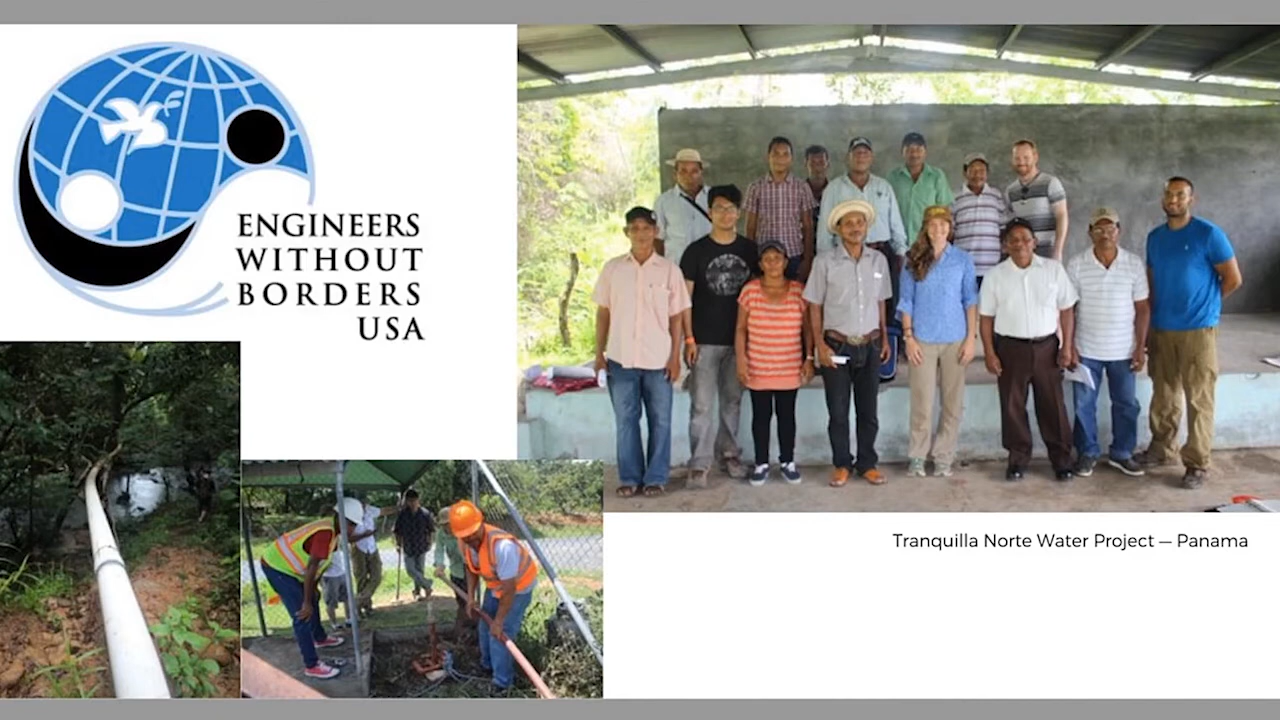 ENGINEERS
WITHOUT
BORDERS
USA
Tranquilla Norte Water Project — Panama